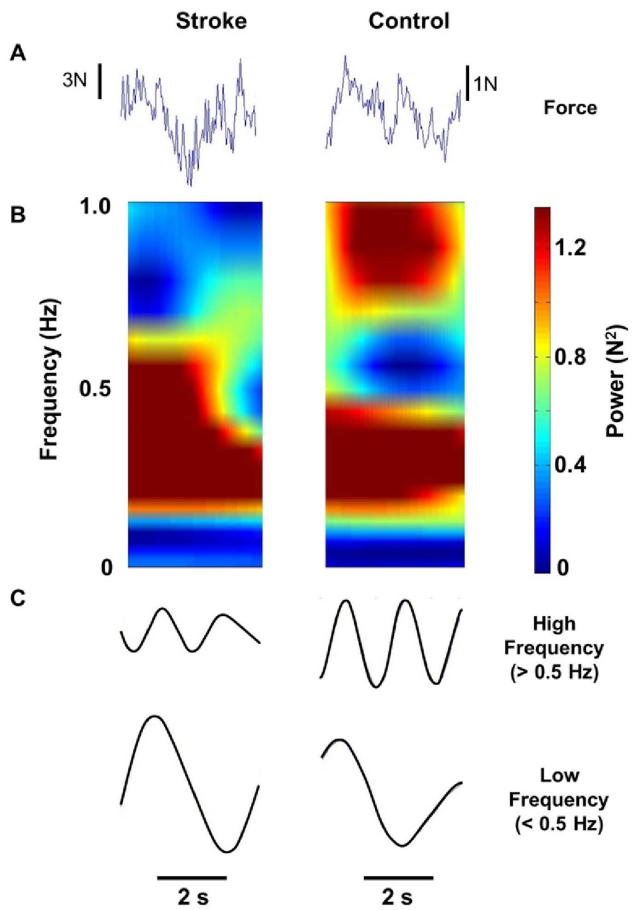 Stroke Control
A
3N
1N
Force
B
1.0
0.5
0
Frequency (Hz)
1.2
0.8
0.4
0
Power (N²)
C
High
Frequency
(> 0.5 Hz)
Low
Frequency
(< 0.5 Hz)
2 s 2 s